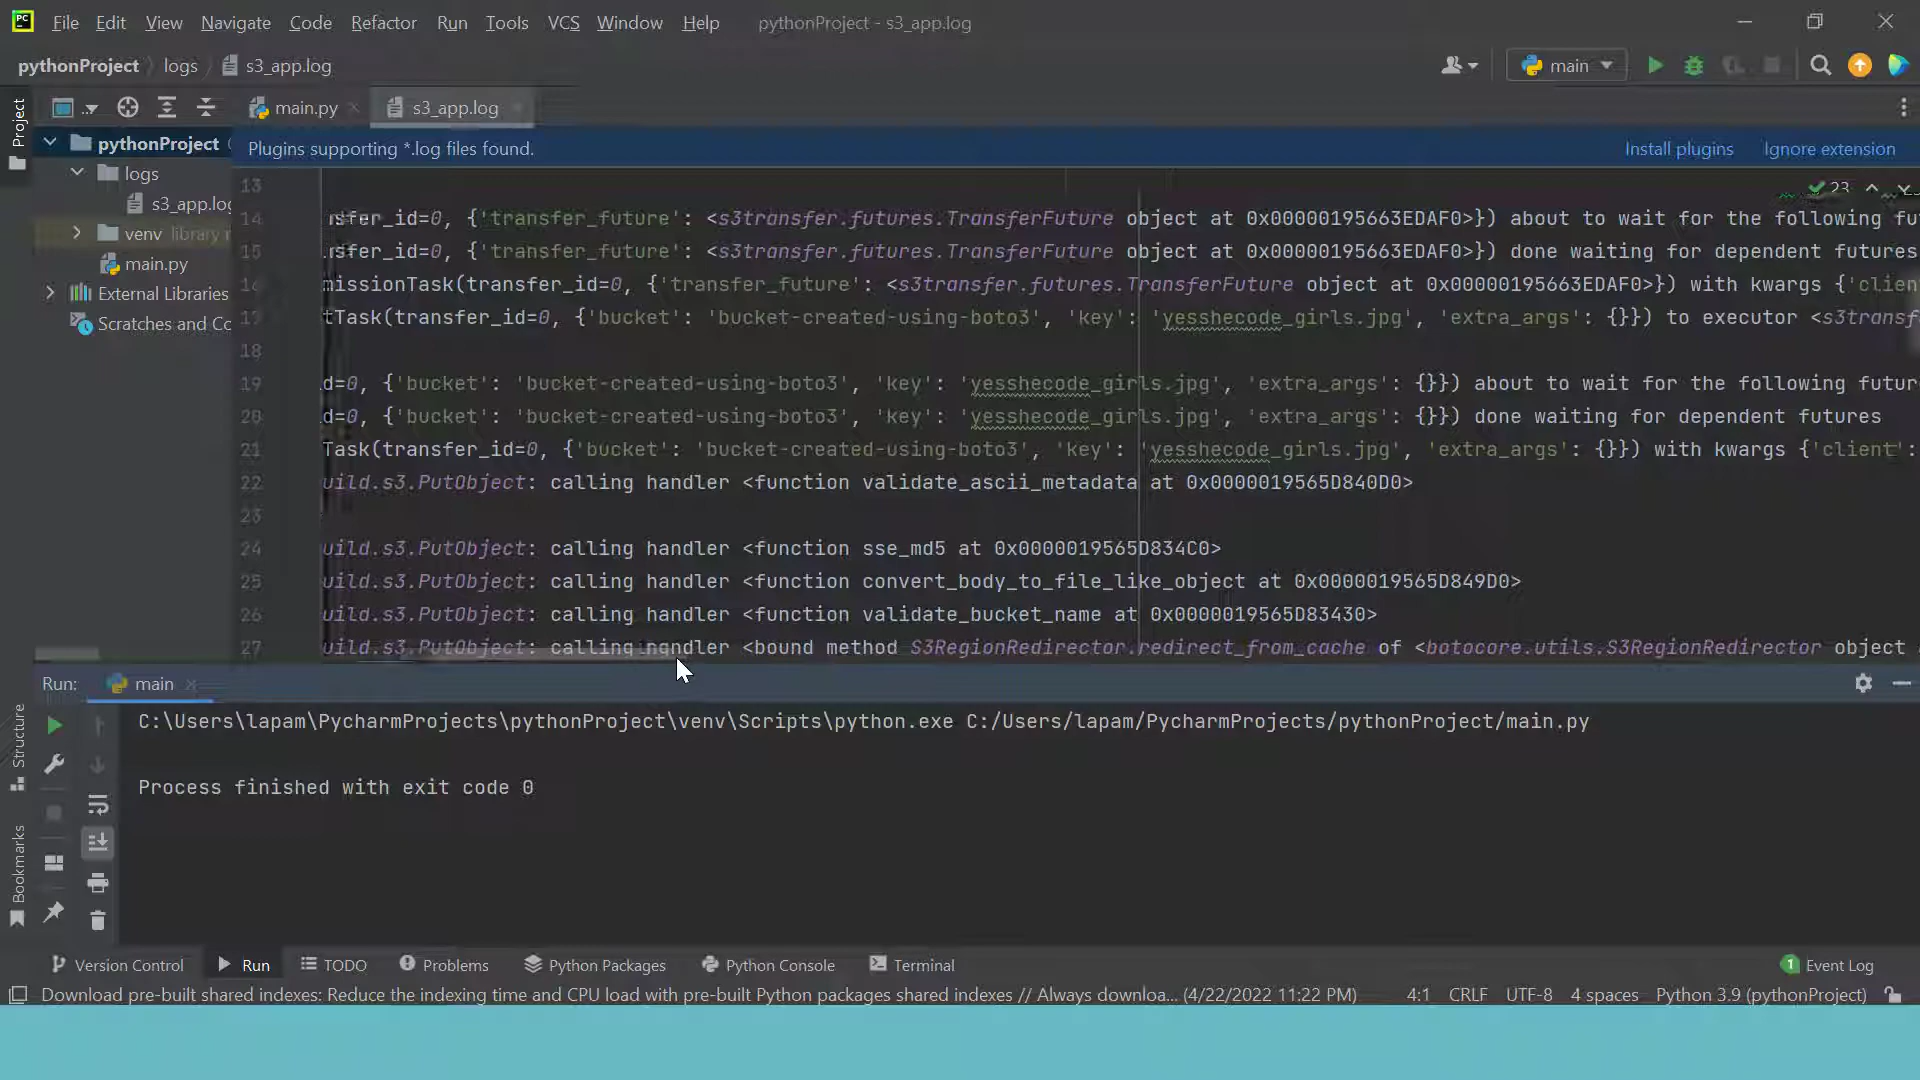 PC File Edit View Navigate Code Refactor Run Tools VCS Window Help pythonProject - s3_app.log
pythonProject logs s3_app.log main
Project
main.py s3_app.log
pythonProject
Plugins supporting *.log files found. Install plugins Ignore extension
logs
s3_app.log
venv library r
main.py
External Libraries
Scratches and Co
23
13
14 nsfer_id=0, {'transfer_future': <s3transfer.futures.TransferFuture object at 0x00000195663EDAF0>}) about to wait for the following fu
15 nsfer_id=0, {'transfer_future': <s3transfer.futures.TransferFuture object at 0x00000195663EDAF0>}) done waiting for dependent futures
16 missionTask(transfer_id=0, {'transfer_future': <s3transfer.futures.TransferFuture object at 0x00000195663EDAF0>}) with kwargs {'clien
17 tTask(transfer_id=0, {'bucket': 'bucket-created-using-boto3', 'key': 'yesshecode_girls.jpg', 'extra_args': {}}) to executor <s3transf
18
19 d=0, {'bucket': 'bucket-created-using-boto3', 'key': 'yesshecode_girls.jpg', 'extra_args': {}}) about to wait for the following futur
20 d=0, {'bucket': 'bucket-created-using-boto3', 'key': 'yesshecode_girls.jpg', 'extra_args': {}}) done waiting for dependent futures
21 Task(transfer_id=0, {'bucket': 'bucket-created-using-boto3', 'key': 'yesshecode_girls.jpg', 'extra_args': {}}) with kwargs {'client':
22 uild.s3.PutObject: calling handler <function validate_ascii_metadata at 0x0000019565D840D0>
23
24 uild.s3.PutObject: calling handler <function sse_md5 at 0x0000019565D834C0>
25 uild.s3.PutObject: calling handler <function convert_body_to_file_like_object at 0x0000019565D849D0>
26 uild.s3.PutObject: calling handler <function validate_bucket_name at 0x0000019565D83430>
27 uild.s3.PutObject: calling handler <bound method S3RegionRedirector.redirect_from_cache of <botocore.utils.S3RegionRedirector object
Run: main
C:\Users\lapam\PycharmProjects\pythonProject\venv\Scripts\python.exe C:/Users/lapam/PycharmProjects/pythonProject/main.py
Process finished with exit code 0
Structure
Bookmarks
Version Control Run TODO Problems Python Packages Python Console Terminal 1 Event Log
Download pre-built shared indexes: Reduce the indexing time and CPU load with pre-built Python packages shared indexes // Always downloa... (4/22/2022 11:22 PM) 4:1 CRLF UTF-8 4 spaces Python 3.9 (pythonProject)